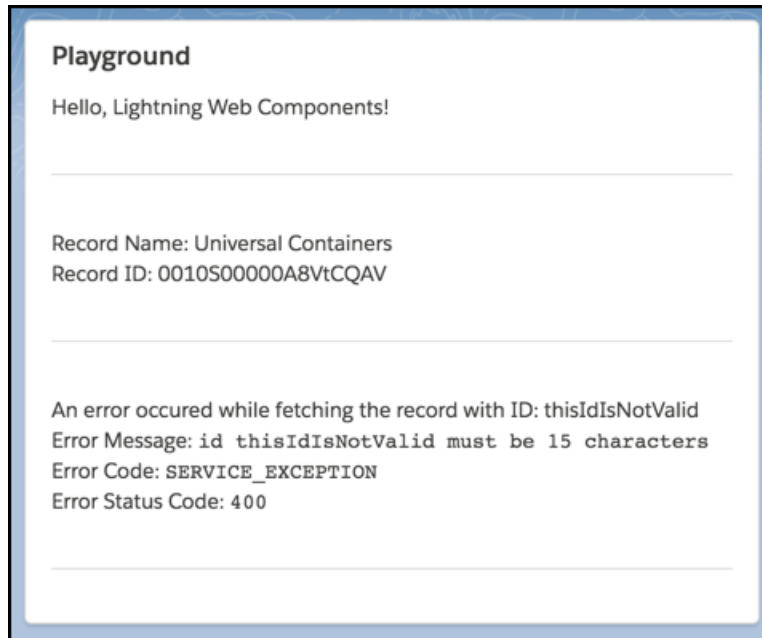 Playground
Hello, Lightning Web Components!
Record Name: Universal Containers
Record ID: 0010S00000A8VtCQAV
An error occured while fetching the record with ID: thisIdIsNotValid
Error Message: id thisIdIsNotValid must be 15 characters
Error Code: SERVICE_EXCEPTION
Error Status Code: 400